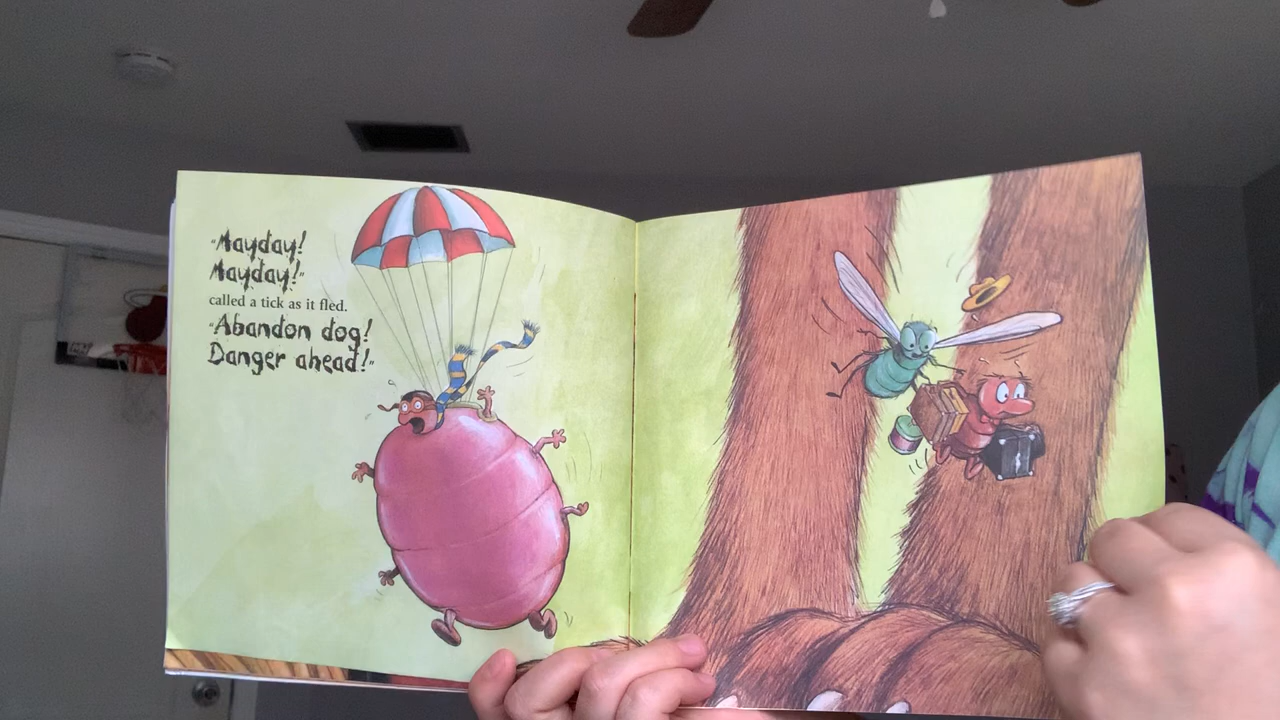 "Mayday!
Mayday!"
called a tick as it fled.
"Abandon dog!
Danger ahead!"